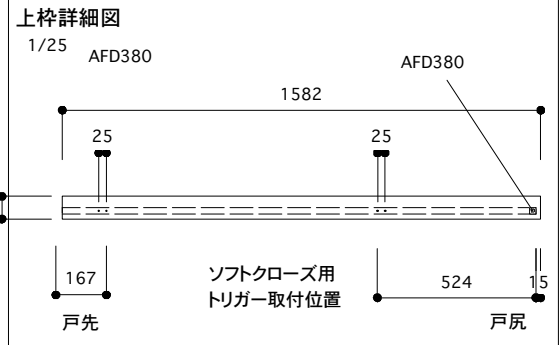 上枠詳細図
1/25
AFD380
AFD380
1582
25
25
167
ソフトクローズ用
トリガー取付位置
524
15
戸先
戸尻